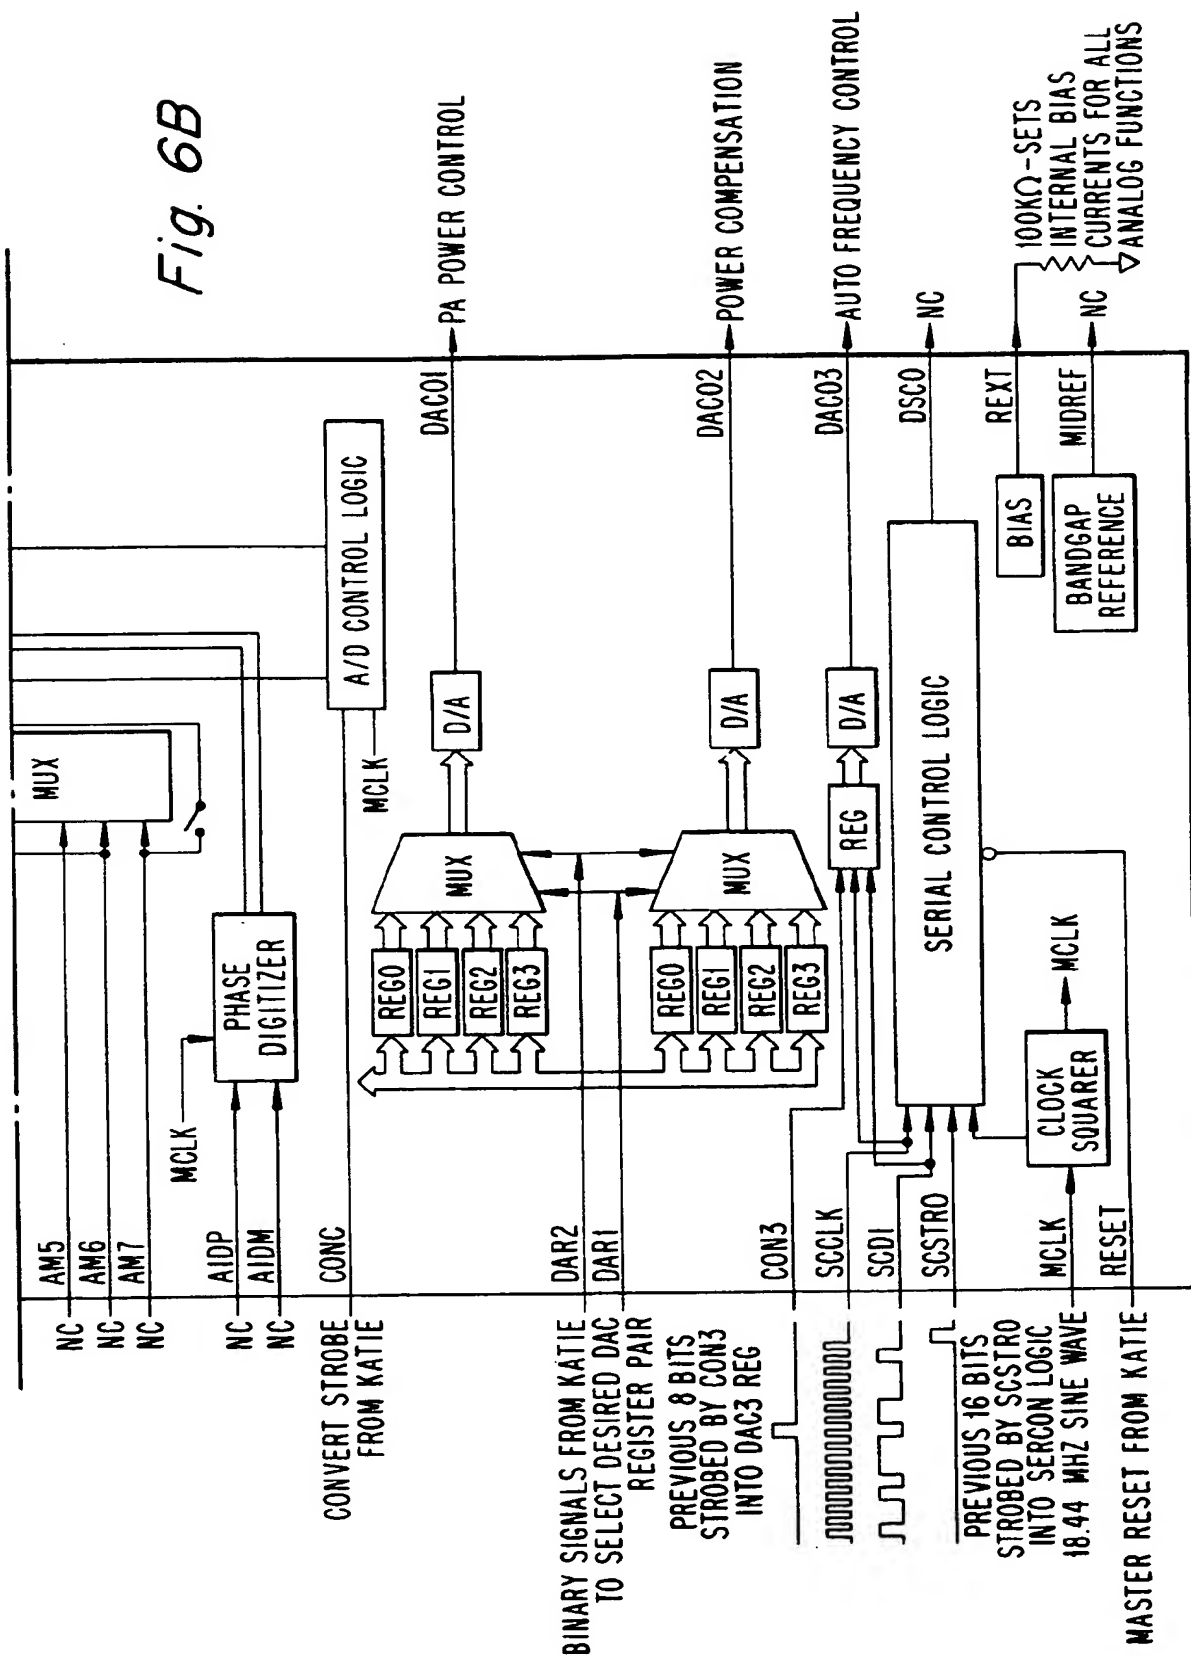 Fig. 6B
NC
AM5
NC
AM6
NC
AM7
MUX
MCLK
NC
AIDP
NC
AIDM
PHASE
DIGITIZER
CONVERT STROBE
FROM KATIE
CONC
A/D CONTROL LOGIC
MCLK
REG0
REG1
REG2
REG3
MUX
D/A
DAC01
PA POWER CONTROL
BINARY SIGNALS FROM KATIE
TO SELECT DESIRED DAC
REGISTER PAIR
DAR2
DAR1
REG0
REG1
REG2
REG3
MUX
D/A
DAC02
POWER COMPENSATION
PREVIOUS 8 BITS
STROBED BY CON3
INTO DAC3 REG
CON3
REG
D/A
DAC03
AUTO FREQUENCY CONTROL
SCCLK
SCDI
SCSTRO
SERIAL CONTROL LOGIC
DSCO
NC
PREVIOUS 16 BITS
STROBED BY SCSTRO
INTO SERCON LOGIC
18.44 MHZ SINE WAVE
MCLK
CLOCK
SQUARER
MCLK
BIAS
REXT
100KΩ-SETS
INTERNAL BIAS
CURRENTS FOR ALL
ANALOG FUNCTIONS
BANDGAP
REFERENCE
MIDREF
NC
MASTER RESET FROM KATIE
RESET